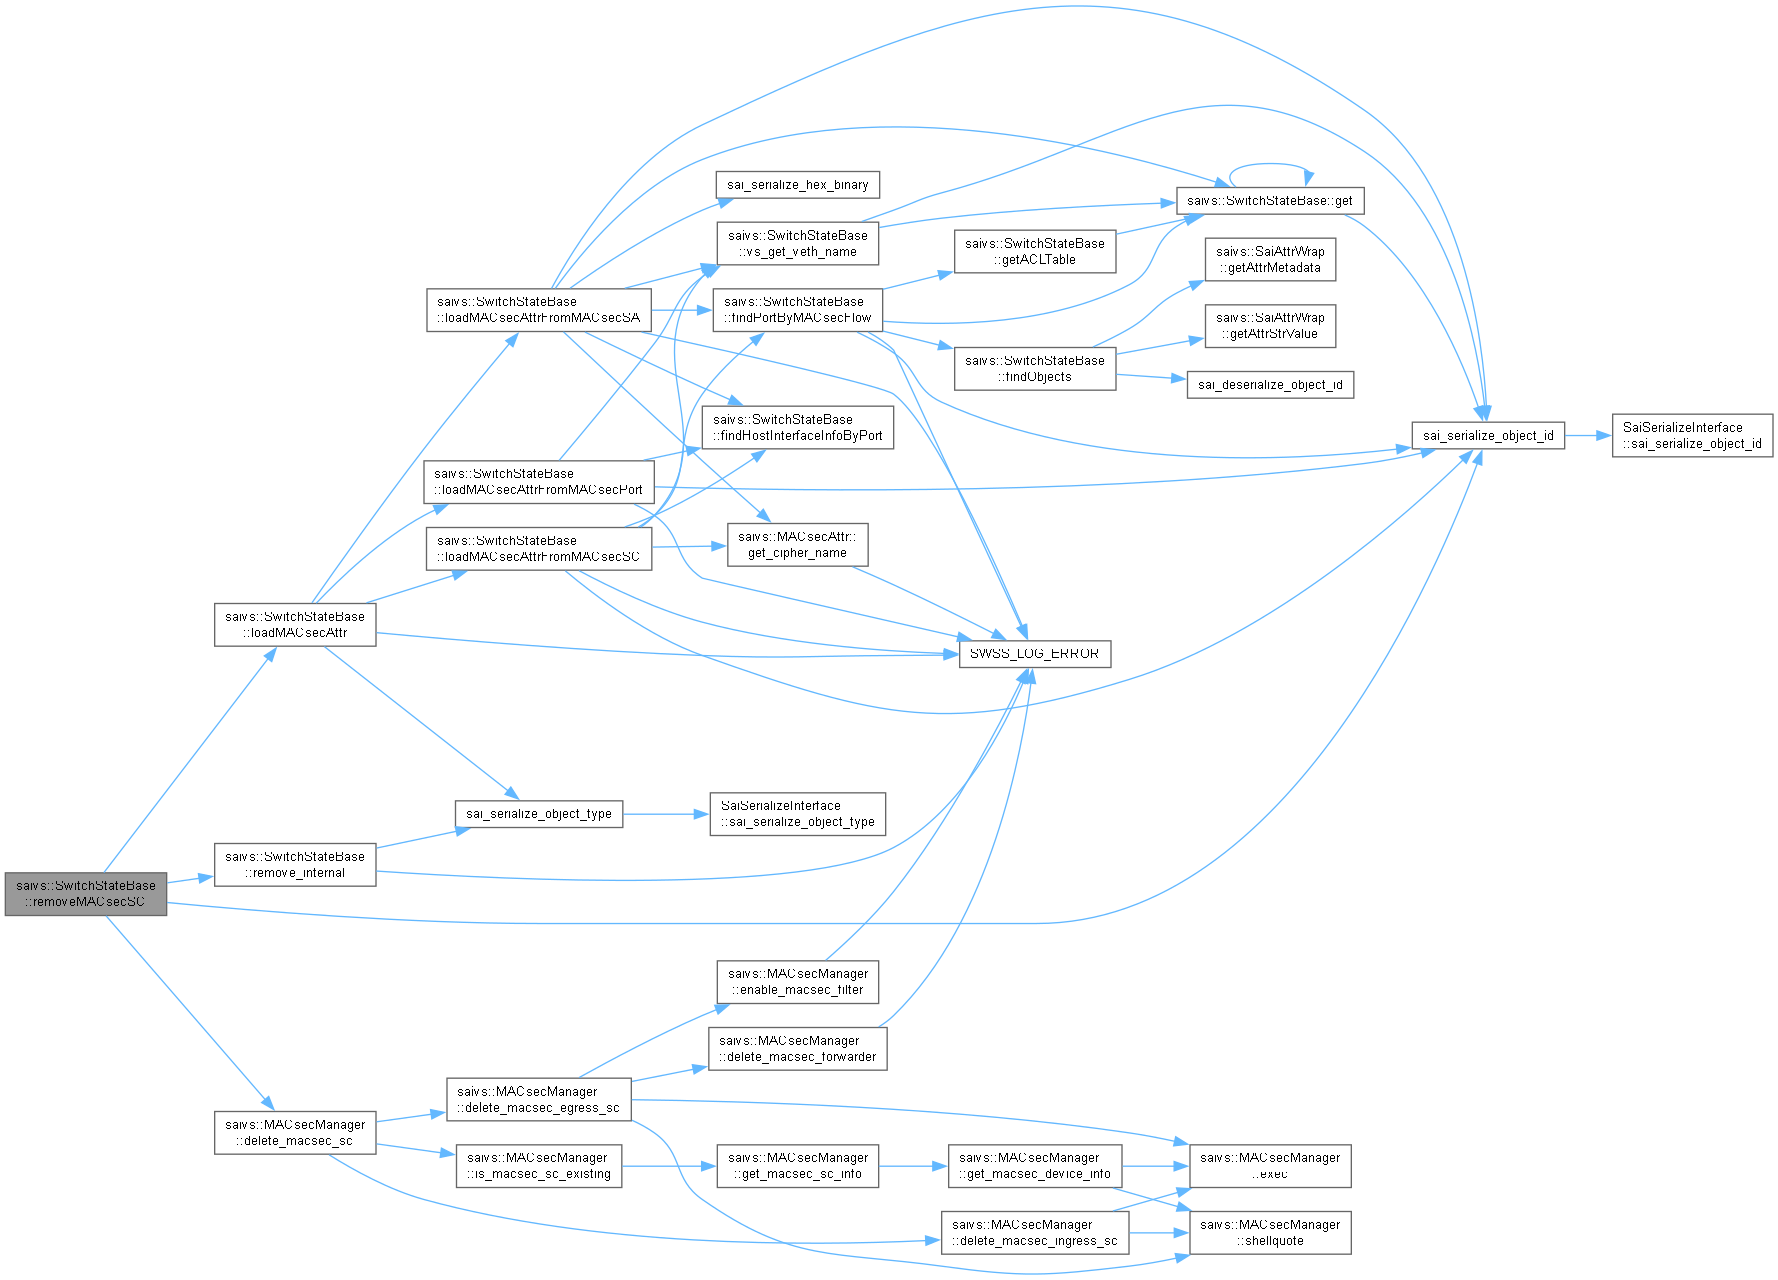 saivs::SwitchStateBase
::removeMACsecSC
saivs::SwitchStateBase
::loadMACsecAttr
saivs::SwitchStateBase
::remove_internal
saivs::MACsecManager
::delete_macsec_sc
saivs::SwitchStateBase
::loadMACsecAttrFromMACsecSA
saivs::SwitchStateBase
::loadMACsecAttrFromMACsecPort
saivs::SwitchStateBase
::loadMACsecAttrFromMACsecSC
sai_serialize_object_type
saivs::MACsecManager
::delete_macsec_egress_sc
saivs::MACsecManager
::is_macsec_sc_existing
sai_serialize_hex_binary
saivs::SwitchStateBase
::vs_get_veth_name
saivs::SwitchStateBase
::findPortByMACsecFlow
saivs::SwitchStateBase
::findHostInterfaceInfoByPort
saivs::MACsecAttr::
get_cipher_name
SaiSerializeInterface
::sai_serialize_object_type
saivs::MACsecManager
::enable_macsec_filter
saivs::MACsecManager
::delete_macsec_forwarder
saivs::MACsecManager
::get_macsec_sc_info
saivs::SwitchStateBase
::getACLTable
saivs::SwitchStateBase
::findObjects
SWSS_LOG_ERROR
saivs::MACsecManager
::get_macsec_device_info
saivs::MACsecManager
::delete_macsec_ingress_sc
saivs::SwitchStateBase::get
saivs::SaiAttrWrap
::getAttrMetadata
saivs::SaiAttrWrap
::getAttrStrValue
sai_deserialize_object_id
saivs::MACsecManager
::exec
saivs::MACsecManager
::shellquote
sai_serialize_object_id
SaiSerializeInterface
::sai_serialize_object_id